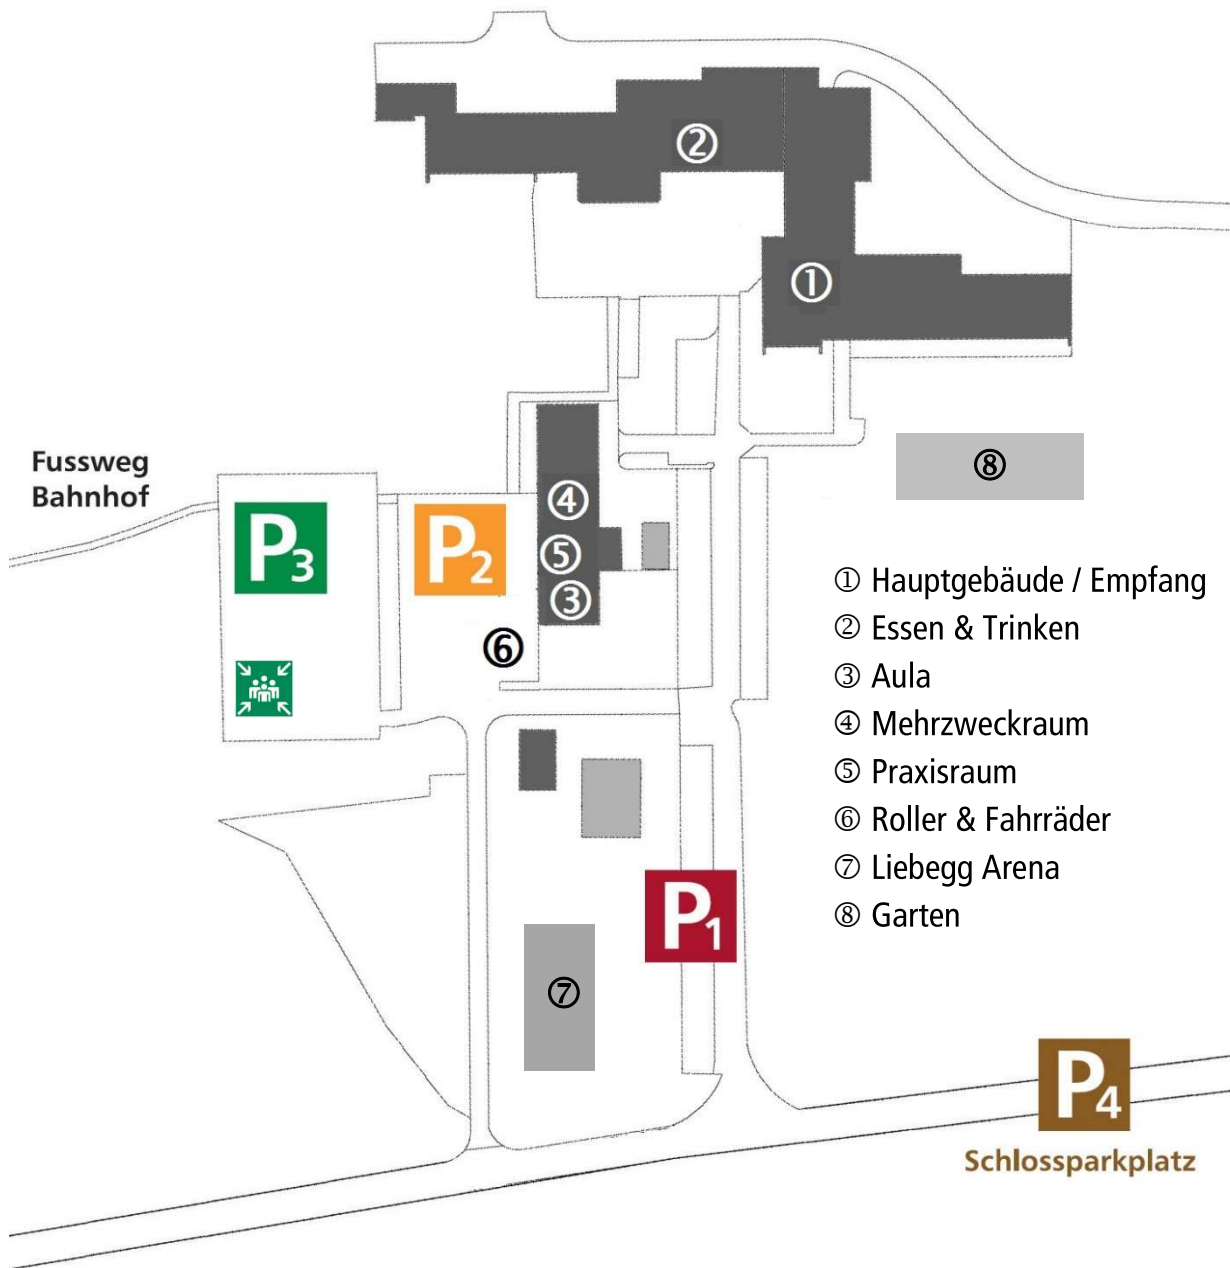 ②
①
Fussweg
Bahnhof
P3
P2
④
⑤
③
⑥
⑧
① Hauptgebäude / Empfang
② Essen & Trinken
③ Aula
④ Mehrzweckraum
⑤ Praxisraum
⑥ Roller & Fahrräder
⑦ Liebegg Arena
⑧ Garten
P1
⑦
P4
Schlossparkplatz